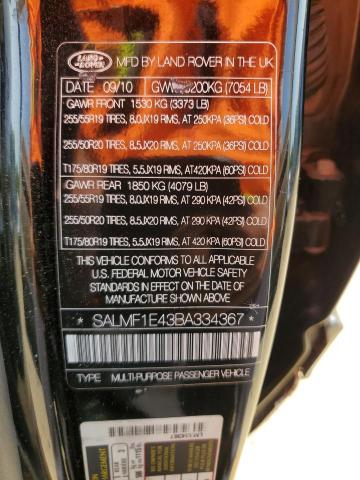 LAND ROVER
MFD BY LAND ROVER IN THE UK
DATE 09/10 3200KG (7054 LB)
GAWR FRONT 1530 KG (3373 LB)
255/55R19 TIRES, 8.0JX19 RIMS, AT 250KPA (36PSI) COLD
255/50R20 TIRES, 8.5JX20 RIMS, AT 250KPA (36PSI) COLD
T175/80R19 TIRES, 5.5JX19 RIMS, AT420KPA (60PSI) COLD
GAWR REAR 1850 KG (4079 LB)
255/55R19 TIRES, 8.0JX19 RIMS, AT 290 KPA (42PSI) COLD
255/50R20 TIRES, 8.5JX20 RIMS, AT 290 KPA (42PSI) COLD
T175/80R19 TIRES, 5.5JX19 RIMS, AT 420 KPA (60PSI) COLD
THIS VEHICLE CONFORMS TO ALL APPLICABLE
U.S. FEDERAL MOTOR VEHICLE SAFETY
STANDARDS IN EFFECT ON THE DATE OF
MANUFACTURE SHOWN ABOVE.
*SALMF1E43BA334367*
TYPE: MULTI-PURPOSE PASSENGER VEHICLE